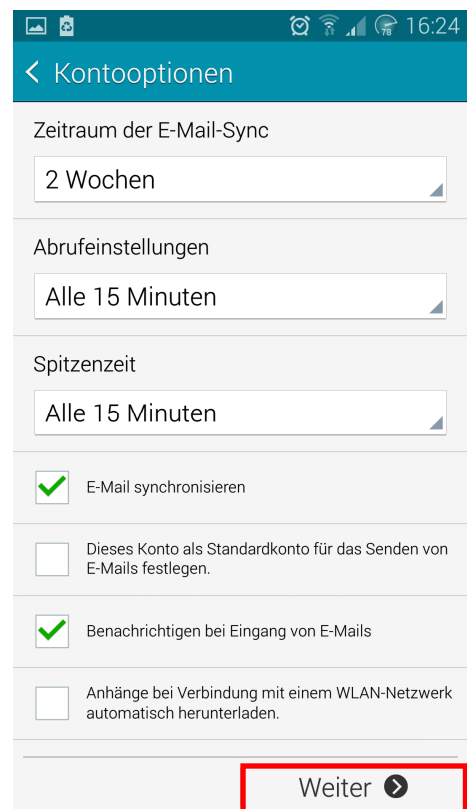 78 16:24
Kontooptionen
Zeitraum der E-Mail-Sync
2 Wochen
Abrufeinstellungen
Alle 15 Minuten
Spitzenzeit
Alle 15 Minuten
E-Mail synchronisieren
Dieses Konto als Standardkonto für das Senden von
E-Mails festlegen.
Benachrichtigen bei Eingang von E-Mails
Anhänge bei Verbindung mit einem WLAN-Netzwerk
automatisch herunterladen.
Weiter